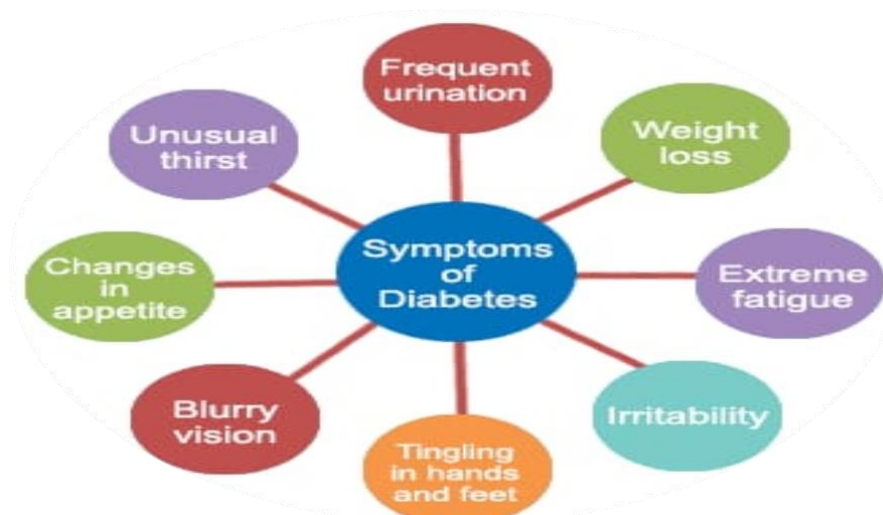 Symptoms
of
Diabetes
Frequent
urination
Weight
loss
Extreme
fatigue
Irritability
Tingling
in hands
and feet
Blurry
vision
Changes
in
appetite
Unusual
thirst